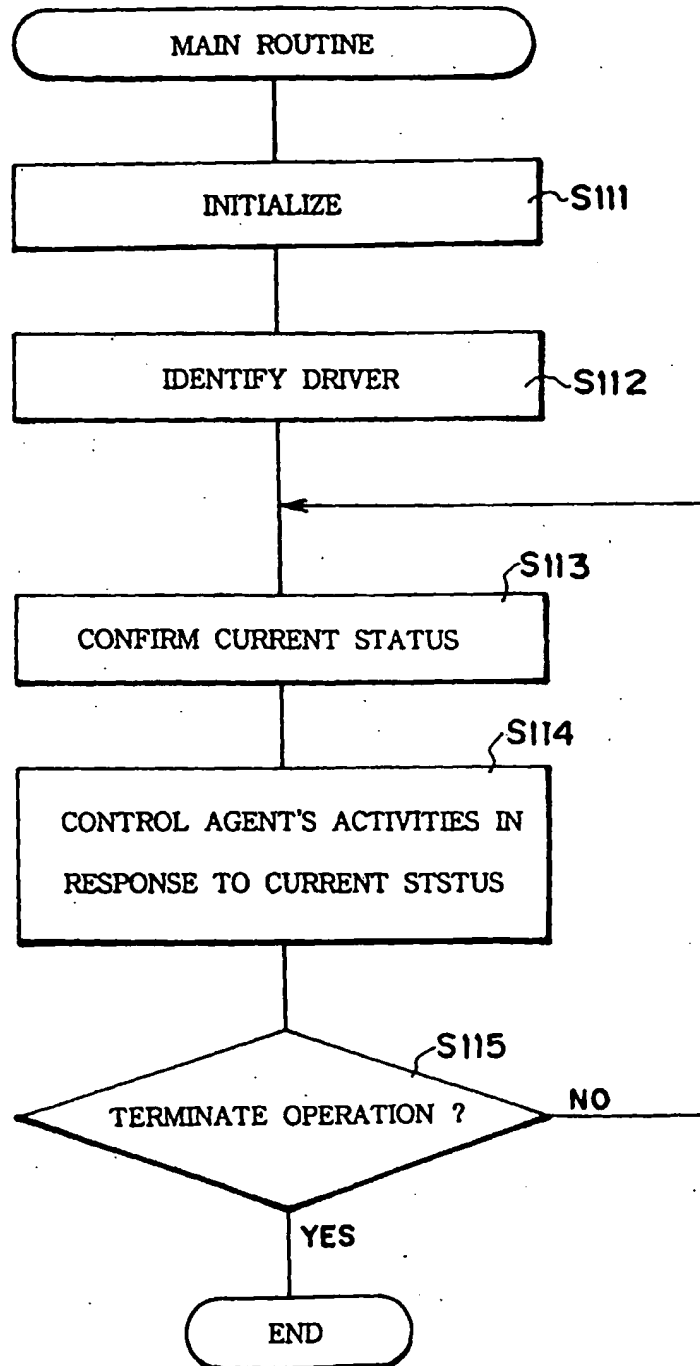 MAIN ROUTINE
INITIALIZE
S111
IDENTIFY DRIVER
S112
S113
CONFIRM CURRENT STATUS
S114
CONTROL AGENT'S ACTIVITIES IN
RESPONSE TO CURRENT STSTUS
S115
TERMINATE OPERATION ?
NO
YES
END